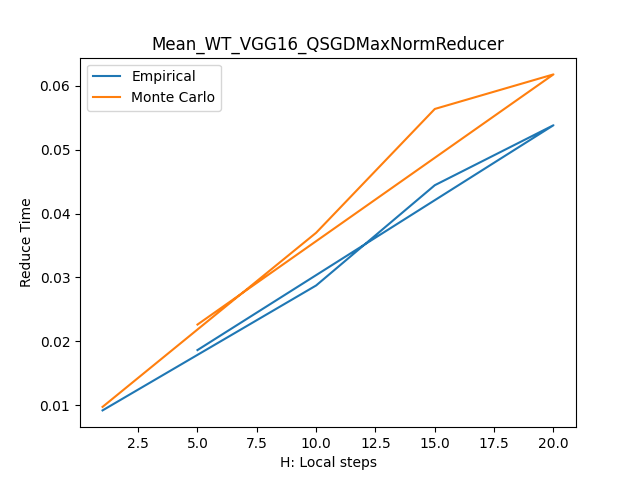 Mean_WT_VGG16_QSGDMaxNormReducer
Empirical
Monte Carlo
0.06
0.05
0.04
0.03
0.02
0.01
Reduce Time
2.5 5.0 7.5 10.0 12.5 15.0 17.5 20.0
H: Local steps